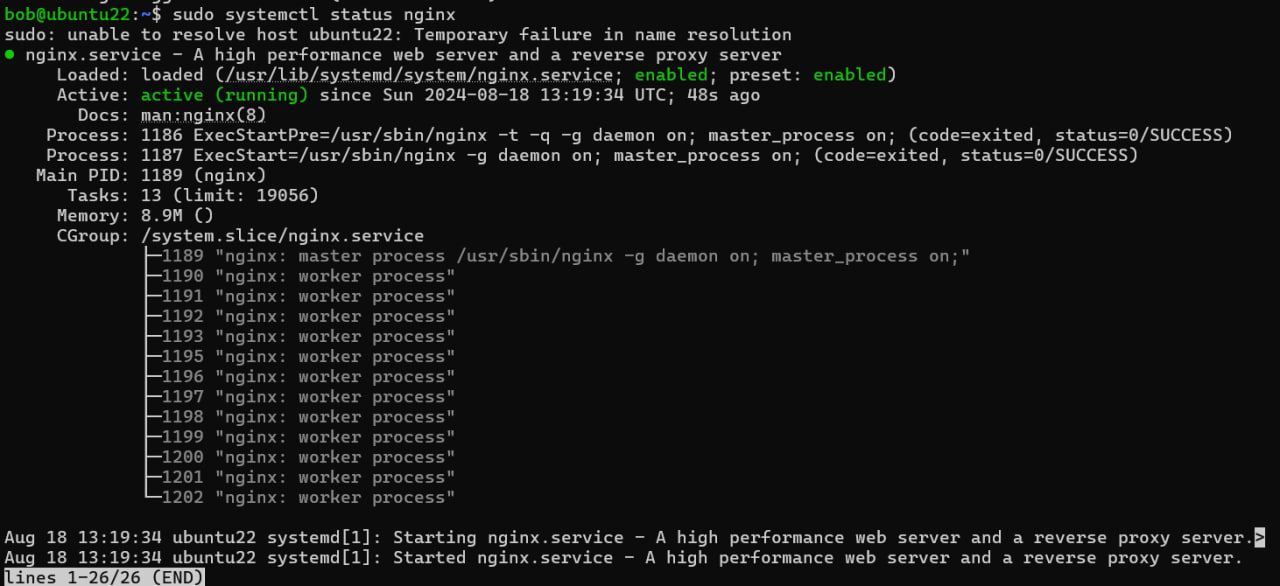 bob@ubuntu22:~$ sudo systemctl status nginx
sudo: unable to resolve host ubuntu22: Temporary failure in name resolution
● nginx.service - A high performance web server and a reverse proxy server
     Loaded: loaded (/usr/lib/systemd/system/nginx.service; enabled; preset: enabled)
     Active: active (running) since Sun 2024-08-18 13:19:34 UTC; 48s ago
       Docs: man:nginx(8)
    Process: 1186 ExecStartPre=/usr/sbin/nginx -t -q -g daemon on; master_process on; (code=exited, status=0/SUCCESS)
    Process: 1187 ExecStart=/usr/sbin/nginx -g daemon on; master_process on; (code=exited, status=0/SUCCESS)
   Main PID: 1189 (nginx)
      Tasks: 13 (limit: 19056)
     Memory: 8.9M ()
     CGroup: /system.slice/nginx.service
             ├─1189 "nginx: master process /usr/sbin/nginx -g daemon on; master_process on;"
             ├─1190 "nginx: worker process"
             ├─1191 "nginx: worker process"
             ├─1192 "nginx: worker process"
             ├─1193 "nginx: worker process"
             ├─1195 "nginx: worker process"
             ├─1196 "nginx: worker process"
             ├─1197 "nginx: worker process"
             ├─1198 "nginx: worker process"
             ├─1199 "nginx: worker process"
             ├─1200 "nginx: worker process"
             ├─1201 "nginx: worker process"
             └─1202 "nginx: worker process"
Aug 18 13:19:34 ubuntu22 systemd[1]: Starting nginx.service - A high performance web server and a reverse proxy server.>
Aug 18 13:19:34 ubuntu22 systemd[1]: Started nginx.service - A high performance web server and a reverse proxy server.
lines 1-26/26 (END)